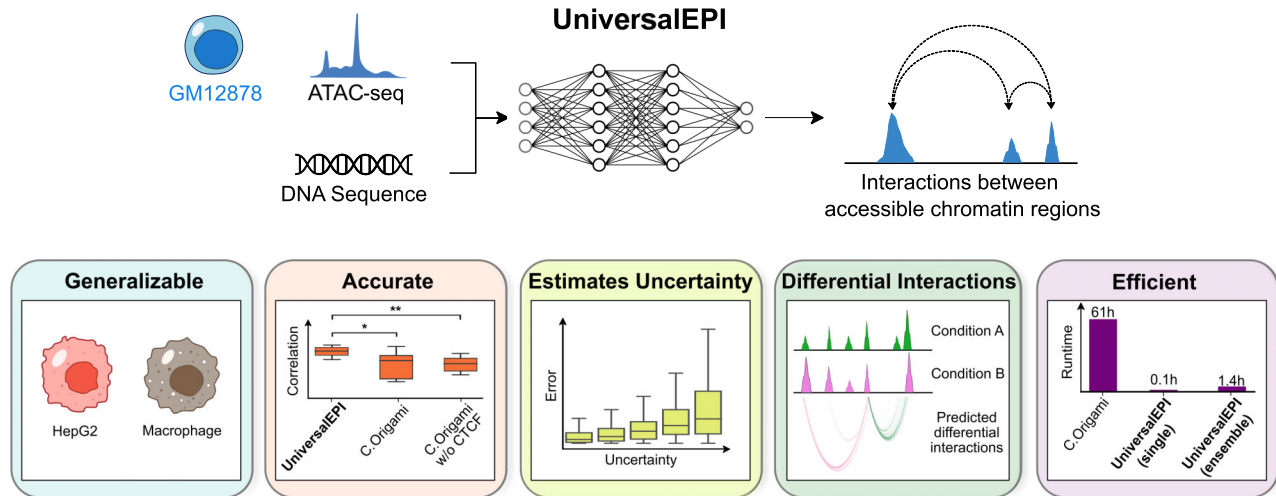 UniversalEPI
GM12878
ATAC-seq
DNA Sequence
Interactions between
accessible chromatin regions
Generalizable
HepG2
Macrophage
Accurate
Correlation
*
**
UniversalEPI
C.Origami
C.Origami
w/o CTCF
Estimates Uncertainty
Error
Uncertainty
Differential Interactions
Condition A
Condition B
Predicted
differential
interactions
Efficient
Runtime
61h
0.1h
1.4h
C.Origami
UniversalEPI
(single)
UniversalEPI
(ensemble)